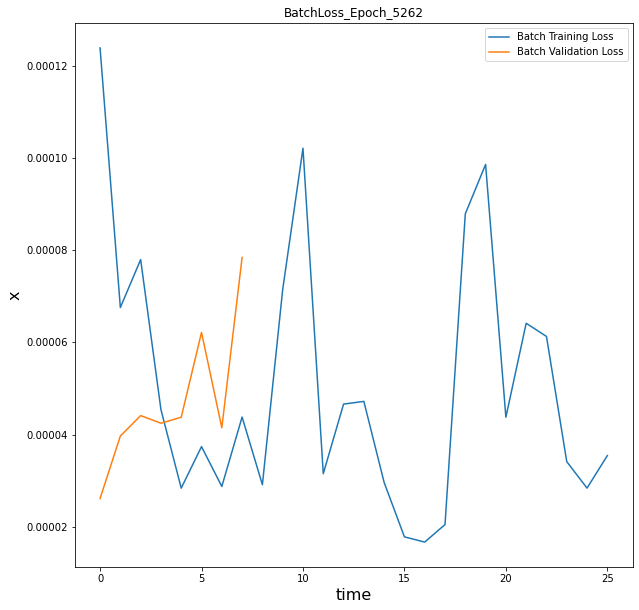 BatchLoss_Epoch_5262
Batch Training Loss
Batch Validation Loss
0.00012
0.00010
0.00008
0.00006
0.00004
0.00002
x
0 5 10 15 20 25
time